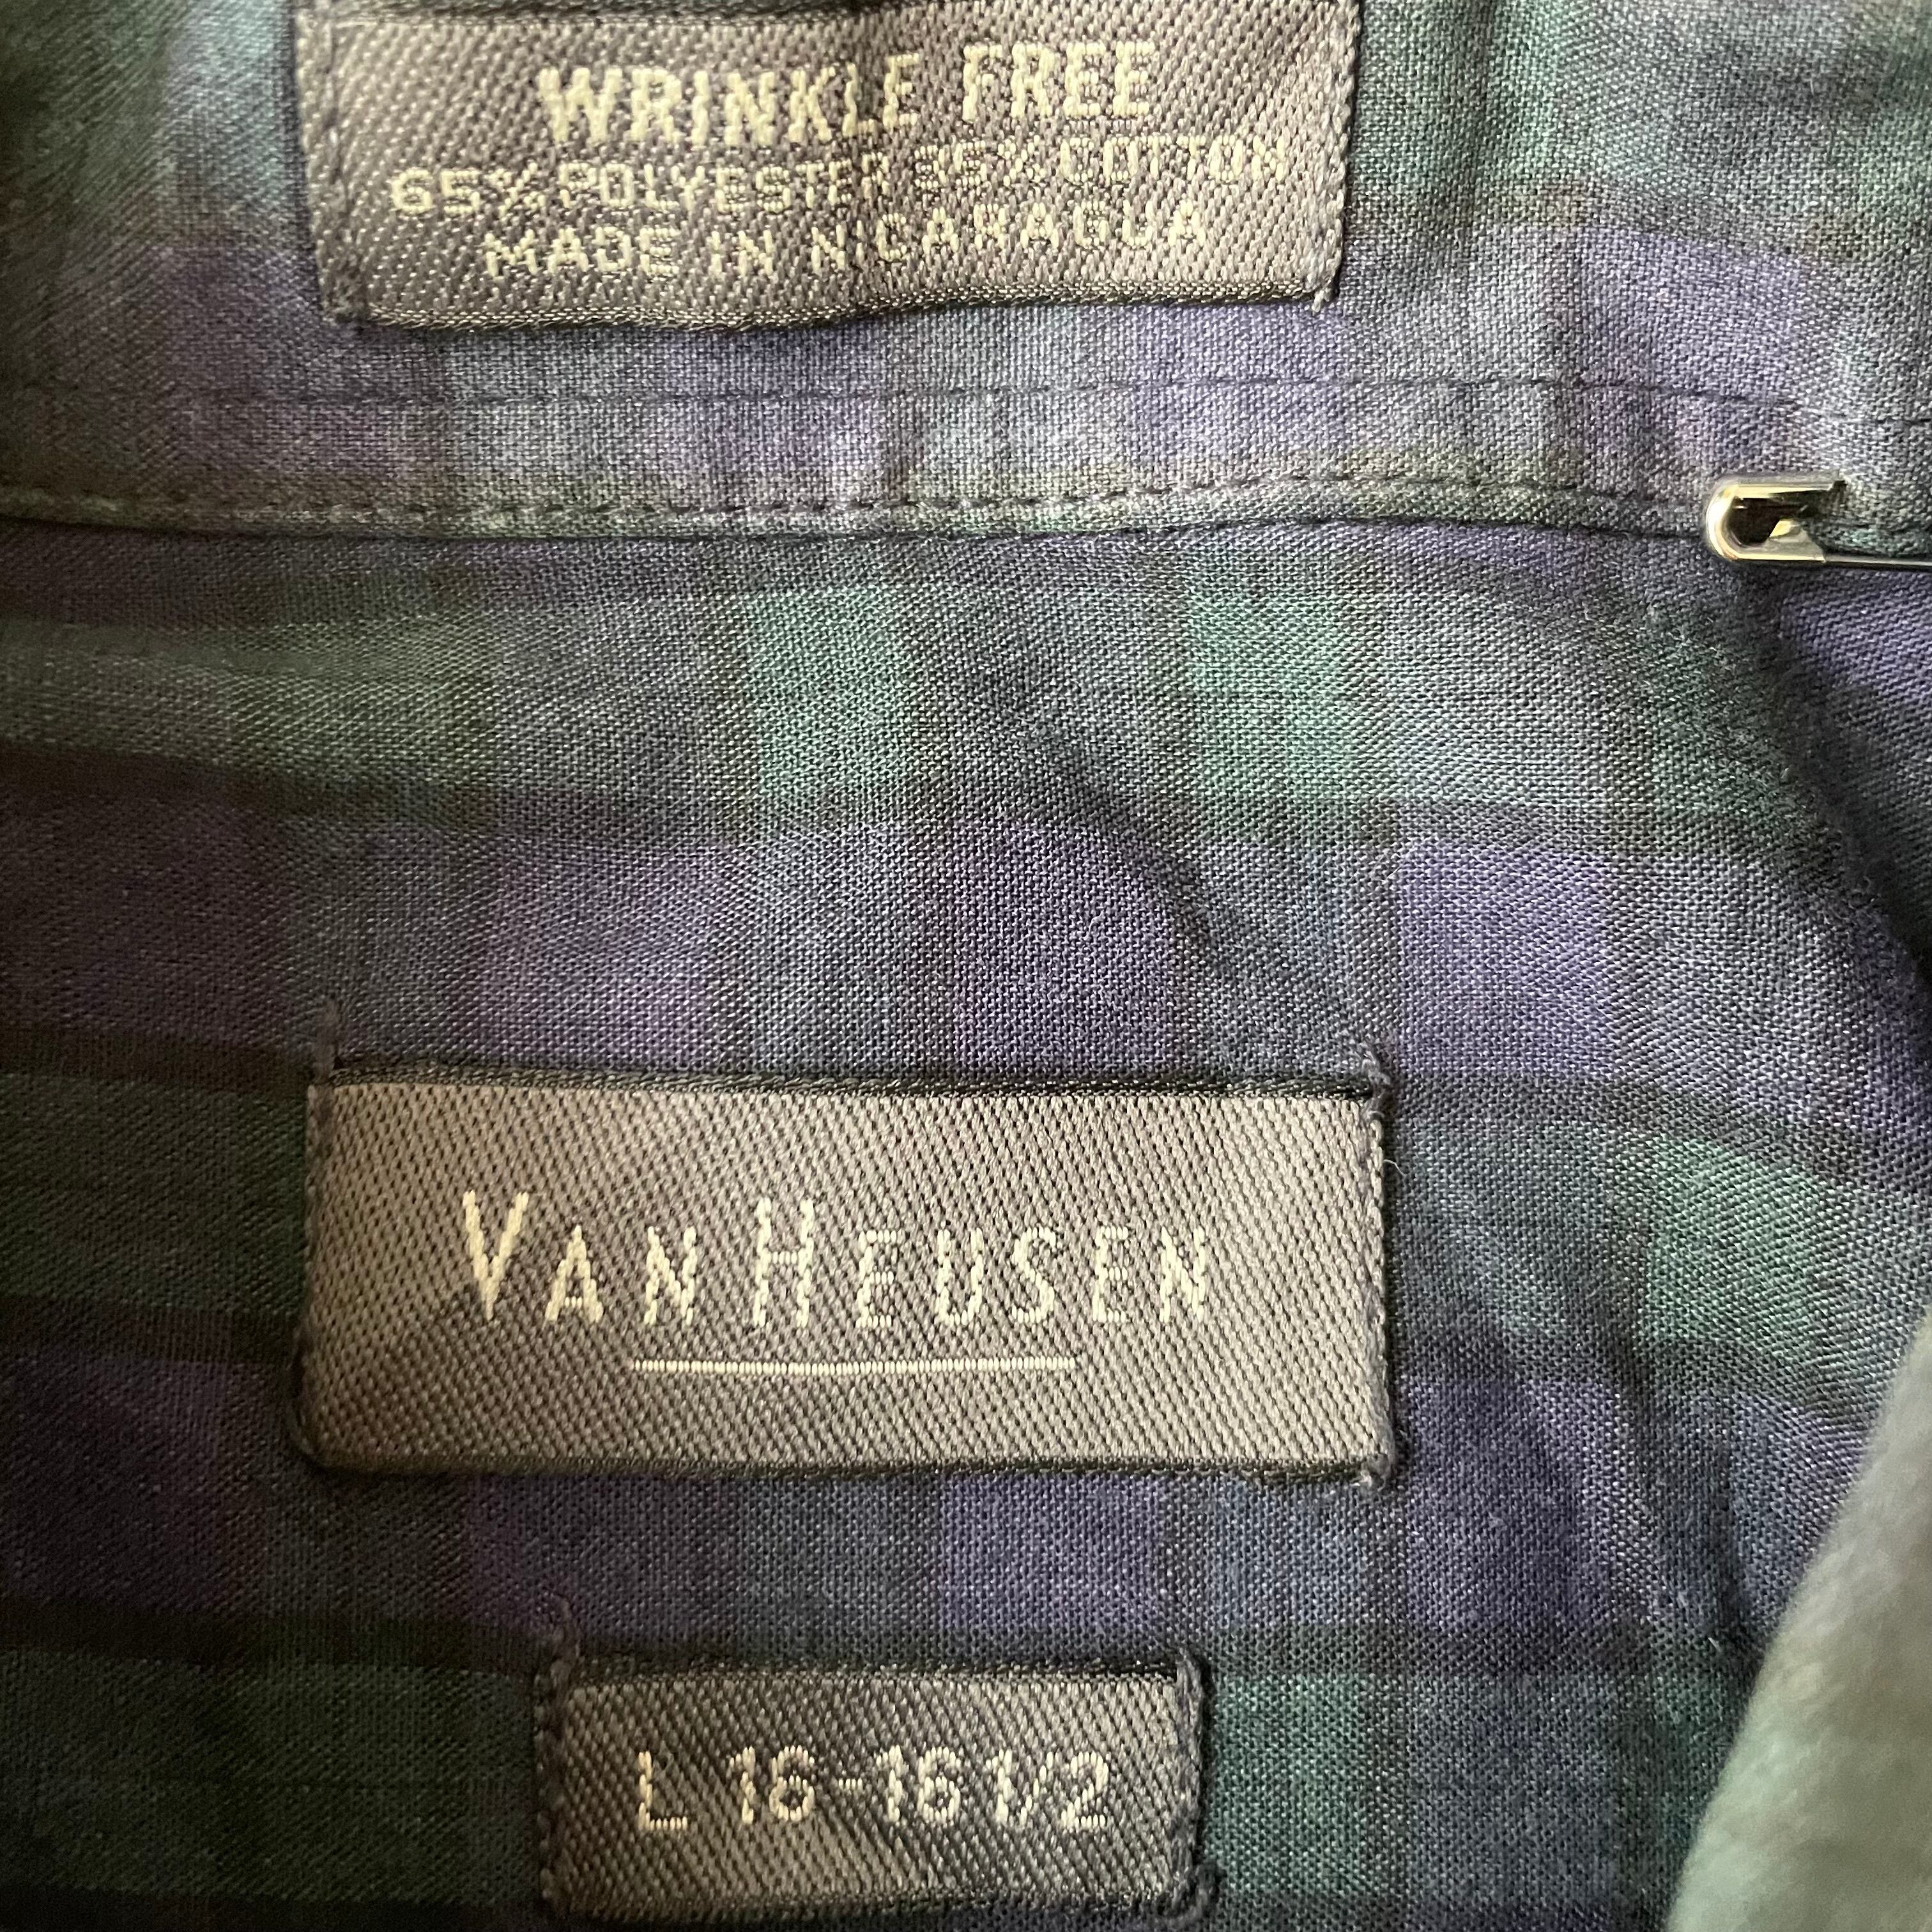 WRINKLE FREE
65% POLYESTER 35% COTTON
MADE IN NICARAGUA
VAN HEUSEN
L 16-16 1/2